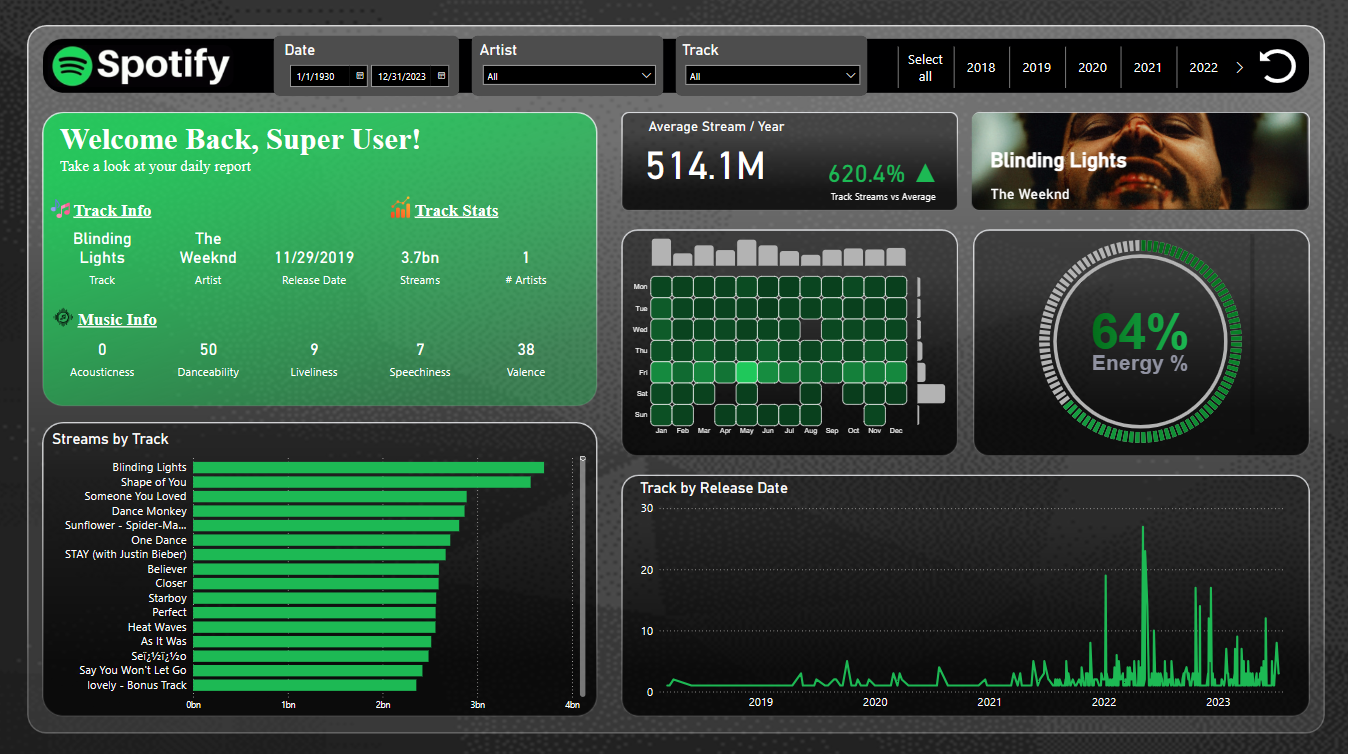 Spotify
Date
1/1/1930
12/31/2023
Artist
All
Track
All
Select all
2018
2019
2020
2021
2022
Welcome Back, Super User!
Take a look at your daily report
Track Info
Track Stats
Blinding Lights
The Weeknd
11/29/2019
3.7bn
1
Track
Artist
Release Date
Streams
# Artists
Music Info
0
50
9
7
38
Acousticness
Danceability
Liveliness
Speechiness
Valence
Average Stream / Year
514.1M
620.4% ▲
Track Streams vs Average
Blinding Lights
The Weeknd
Mon
Tue
Wed
Thu
Fri
Sat
Sun
Jan Feb Mar Apr May Jun Jul Aug Sep Oct Nov Dec
64%
Energy %
Streams by Track
Blinding Lights
Shape of You
Someone You Loved
Dance Monkey
Sunflower - Spider-Ma...
One Dance
STAY (with Justin Bieber)
Believer
Closer
Starboy
Perfect
Heat Waves
As It Was
Seï¿½ï¿½o
Say You Won't Let Go
lovely - Bonus Track
0bn 1bn 2bn 3bn 4bn
Track by Release Date
30
20
10
0
2019 2020 2021 2022 2023